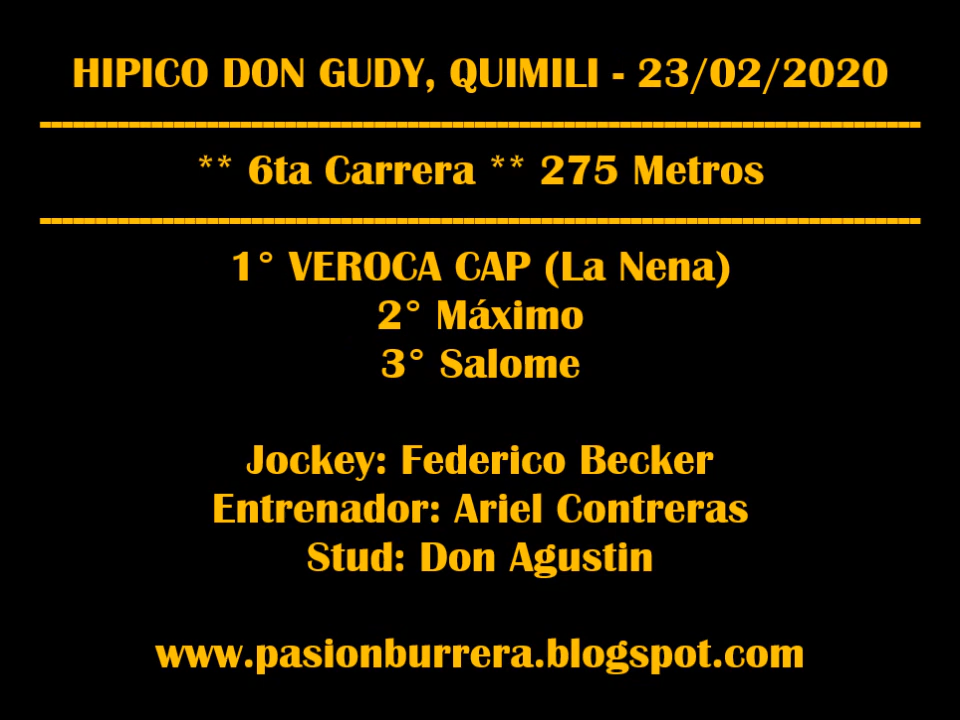 HIPICO DON GUDY, QUIMILI - 23/02/2020
--------------------------------------------------------------------------------
** 6ta Carrera ** 275 Metros
--------------------------------------------------------------------------------
1° VEROCA CAP (La Nena)
2° Máximo
3° Salome
Jockey: Federico Becker
Entrenador: Ariel Contreras
Stud: Don Agustin
www.pasionburrera.blogspot.com